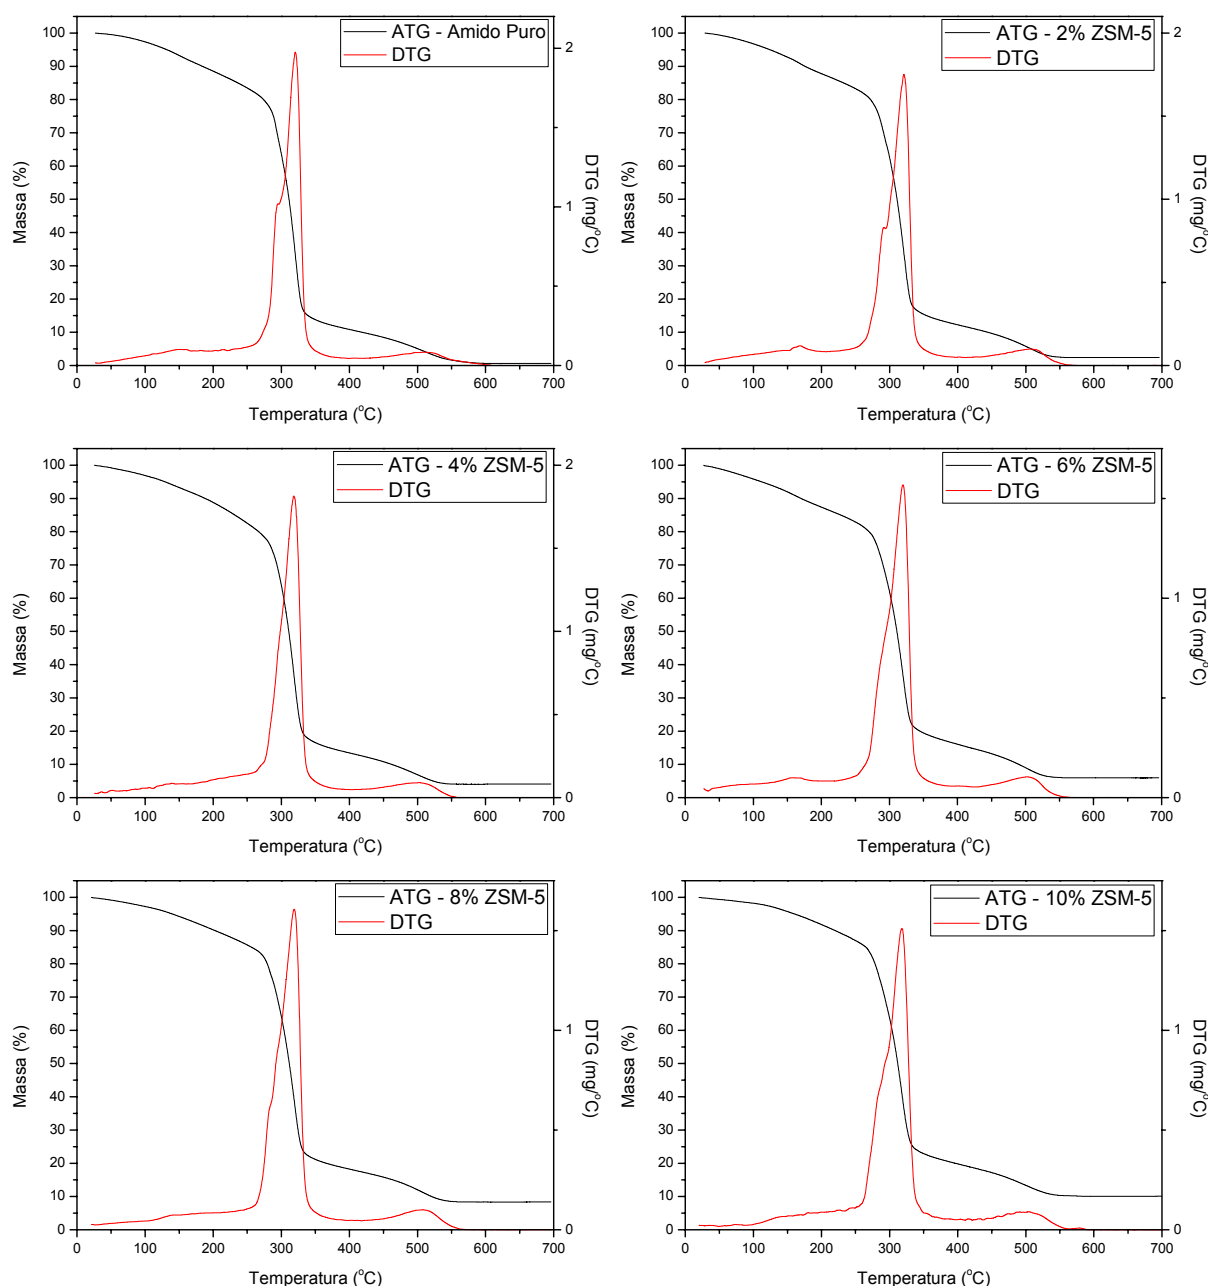 ATG - Amido Puro
DTG
Massa (%)
100
90
80
70
60
50
40
30
20
10
0
2
1
0
DTG (mg/°C)
0 100 200 300 400 500 600 700
Temperatura (°C)
ATG - 2% ZSM-5
DTG
Massa (%)
100
90
80
70
60
50
40
30
20
10
0
2
1
0
DTG (mg/°C)
0 100 200 300 400 500 600 700
Temperatura (°C)
ATG - 4% ZSM-5
DTG
Massa (%)
100
90
80
70
60
50
40
30
20
10
0
2
1
0
DTG (mg/°C)
0 100 200 300 400 500 600 700
Temperatura (°C)
ATG - 6% ZSM-5
DTG
Massa (%)
100
90
80
70
60
50
40
30
20
10
0
1
0
DTG (mg/°C)
0 100 200 300 400 500 600 700
Temperatura (°C)
ATG - 8% ZSM-5
DTG
Massa (%)
100
90
80
70
60
50
40
30
20
10
0
1
0
DTG (mg/°C)
0 100 200 300 400 500 600 700
Temperatura (°C)
ATG - 10% ZSM-5
DTG
Massa (%)
100
90
80
70
60
50
40
30
20
10
0
1
0
DTG (mg/°C)
0 100 200 300 400 500 600 700
Temperatura (°C)